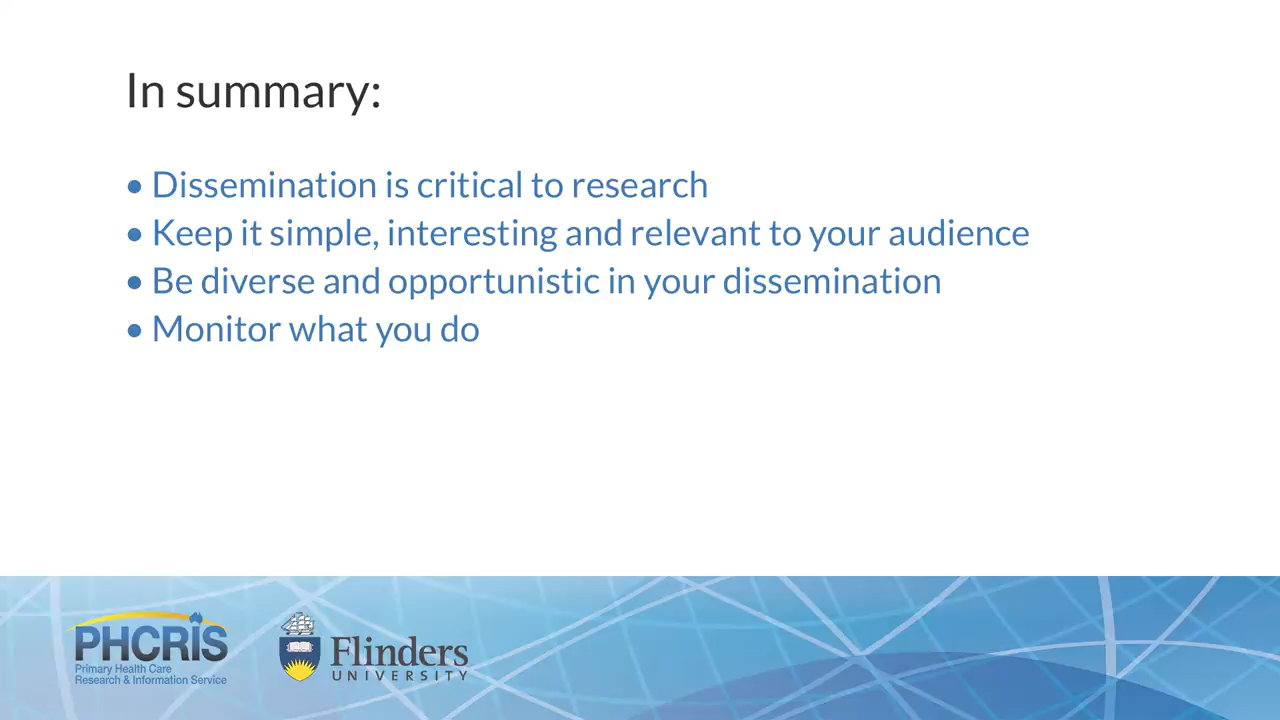 In summary:
• Dissemination is critical to research
• Keep it simple, interesting and relevant to your audience
• Be diverse and opportunistic in your dissemination
• Monitor what you do
PHCRIS
Primary Health Care
Research & Information Service
Flinders
UNIVERSITY